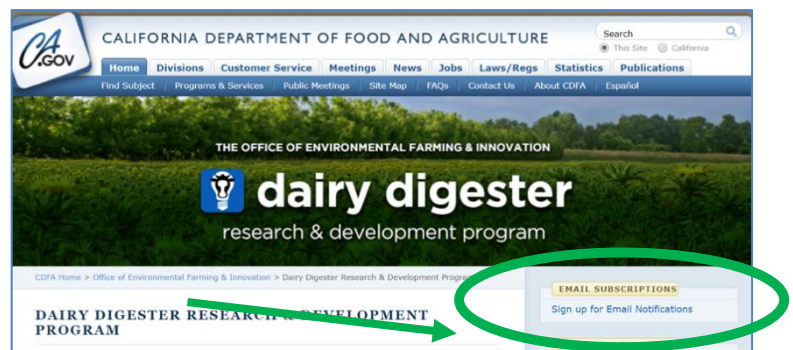 CA
.GOV
CALIFORNIA DEPARTMENT OF FOOD AND AGRICULTURE
Search
This Site California
Home Divisions Customer Service Meetings News Jobs Laws/Regs Statistics Publications
Find Subject Programs & Services Public Meetings Site Map FAQs Contact Us About CDFA Español
THE OFFICE OF ENVIRONMENTAL FARMING & INNOVATION
dairy digester
research & development program
CDFA Home > Office of Environmental Farming & Innovation > Dairy Digester Research & Development Program
EMAIL SUBSCRIPTIONS
Sign up for Email Notifications
DAIRY DIGESTER RESEARCH & DEVELOPMENT
PROGRAM